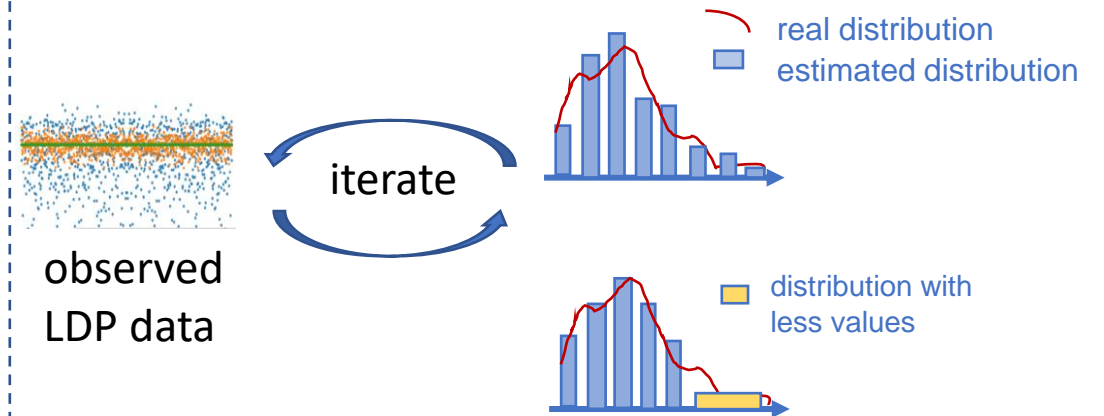 real distribution
estimated distribution
iterate
observed
LDP data
distribution with
less values